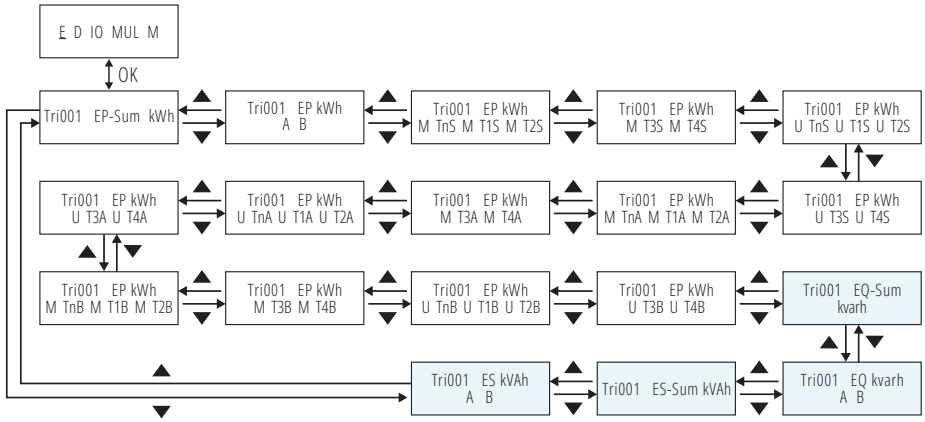 E D IO MUL M
OK
Tri001 EP-Sum kWh
Tri001 EP kWh
A B
Tri001 EP kWh
M TnS M T1S M T2S
Tri001 EP kWh
M T3S M T4S
Tri001 EP kWh
U TnS U T1S U T2S
Tri001 EP kWh
U T3A U T4A
Tri001 EP kWh
U TnA U T1A U T2A
Tri001 EP kWh
M T3A M T4A
Tri001 EP kWh
M TnA M T1A M T2A
Tri001 EP kWh
U T3S U T4S
Tri001 EP kWh
M TnB M T1B M T2B
Tri001 EP kWh
M T3B M T4B
Tri001 EP kWh
U TnB U T1B U T2B
Tri001 EP kWh
U T3B U T4B
Tri001 EQ-Sum
kvarh
Tri001 ES kVAh
A B
Tri001 ES-Sum kVAh
Tri001 EQ kvarh
A B